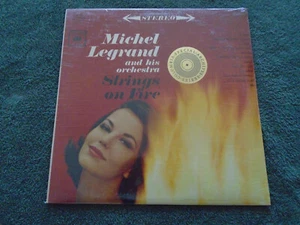 STEREO
Michel
Legrand
and his
orchestra
Strings
on Fire